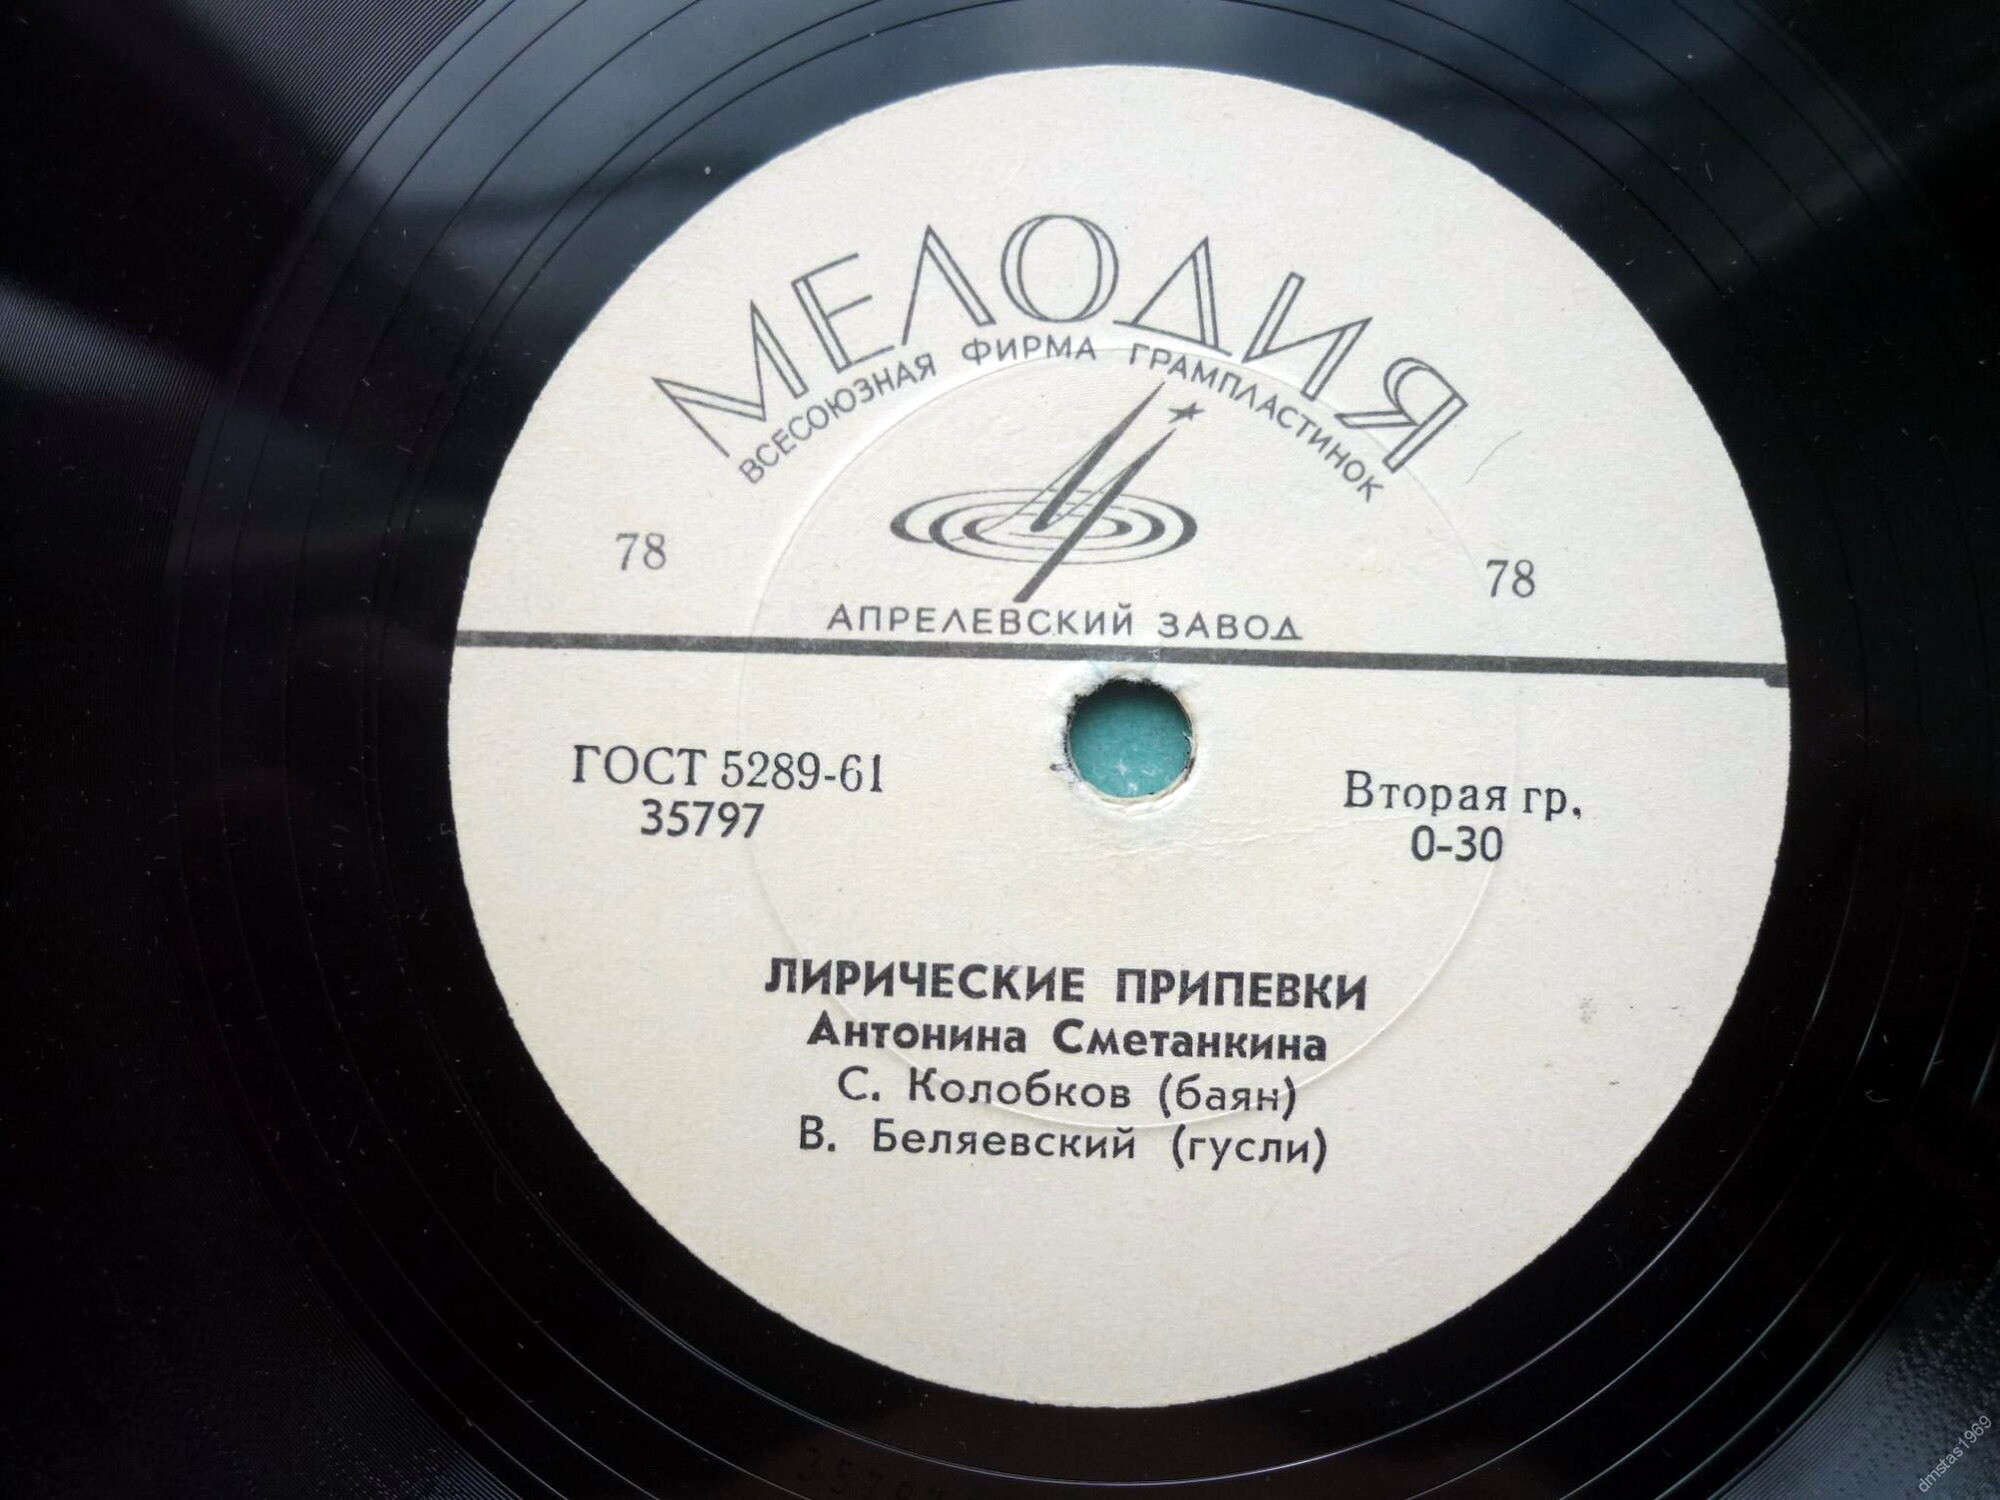 МЕЛОДИЯ
ВСЕСОЮЗНАЯ ФИРМА ГРАМПЛАСТИНОК
78 78
АПРЕЛЕВСКИЙ ЗАВОД
ГОСТ 5289-61 Вторая гр.
35797 0-30
ЛИРИЧЕСКИЕ ПРИПЕВКИ
Антонина Сметанкина
С. Колобков (баян)
В. Беляевский (гусли)
dmstas1969